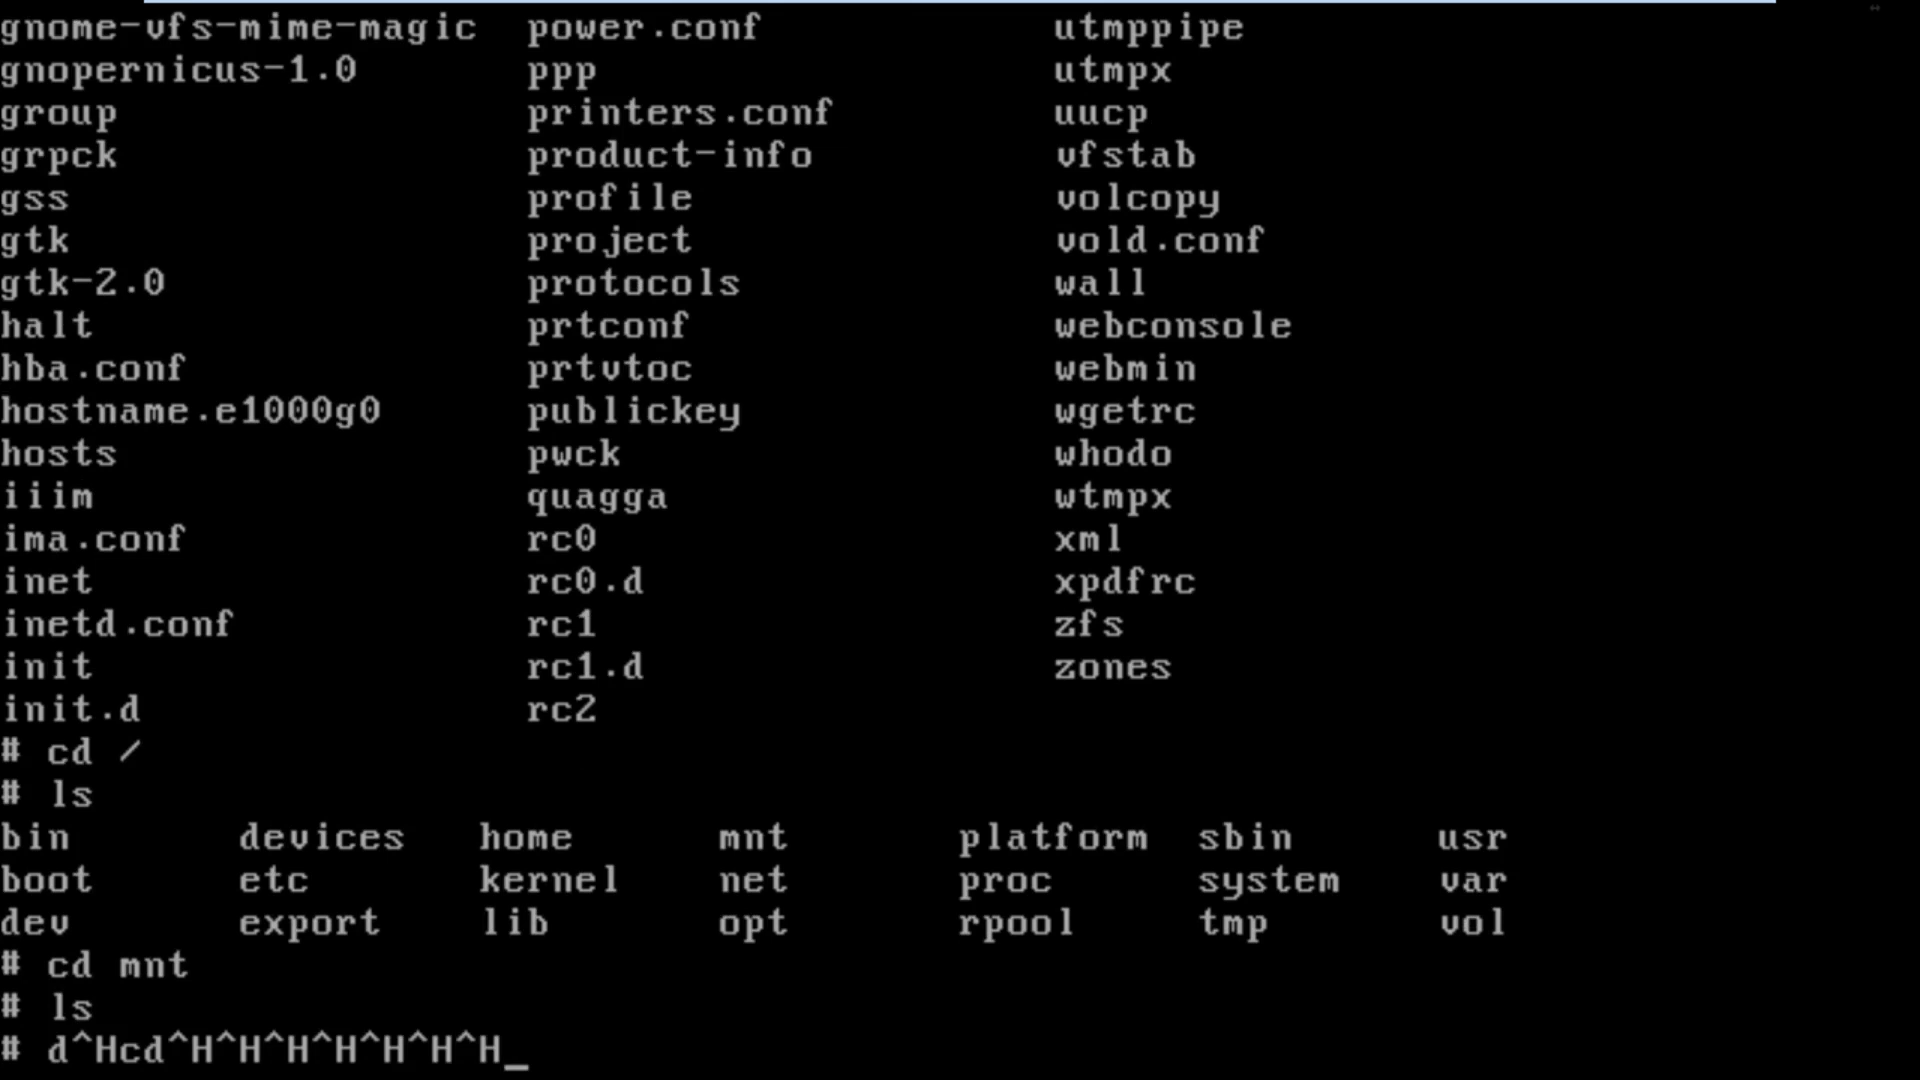 gnome-vfs-mime-magic power.conf utmppipe
gnopernicus-1.0 ppp utmpx
group printers.conf uucp
grpck product-info vfstab
gss profile volcopy
gtk project vold.conf
gtk-2.0 protocols wall
halt prtconf webconsole
hba.conf prtvtoc webmin
hostname.e1000g0 publickey wgetrc
hosts pwck whodo
iiim quagga wtmpx
ima.conf rc0 xml
inet rc0.d xpdfrc
inetd.conf rc1 zfs
init rc1.d zones
init.d rc2
# cd /
# ls
bin devices home mnt platform sbin usr
boot etc kernel net proc system var
dev export lib opt rpool tmp vol
# cd mnt
# ls
# d^Hcd^H^H^H^H^H^H^H_